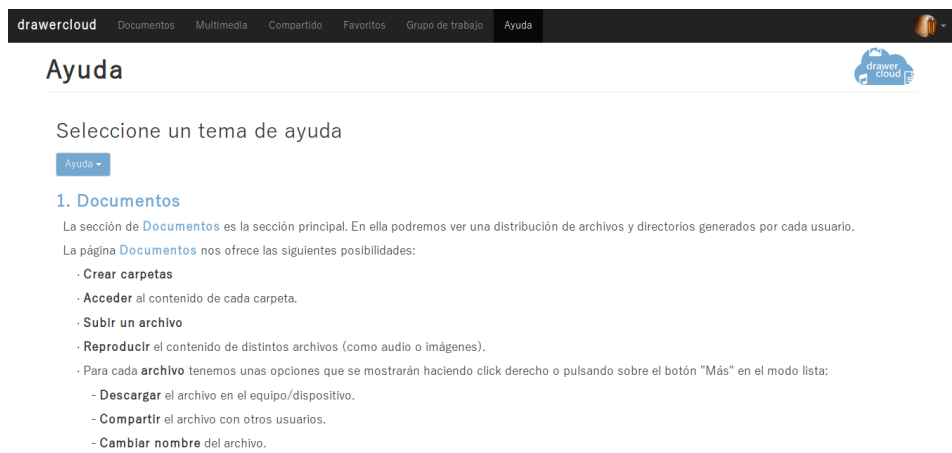 drawercloud Documentos Multimedia Compartido Favoritos Grupo de trabajo Ayuda
Ayuda
drawer
cloud
Seleccione un tema de ayuda
Ayuda
1. Documentos
La sección de Documentos es la sección principal. En ella podremos ver una distribución de archivos y directorios generados por cada usuario.
La página Documentos nos ofrece las siguientes posibilidades:
· Crear carpetas
· Acceder al contenido de cada carpeta.
· Subir un archivo
· Reproducir el contenido de distintos archivos (como audio o imágenes).
· Para cada archivo tenemos unas opciones que se mostrarán haciendo click derecho o pulsando sobre el botón "Más" en el modo lista:
- Descargar el archivo en el equipo/dispositivo.
- Compartir el archivo con otros usuarios.
- Cambiar nombre del archivo.